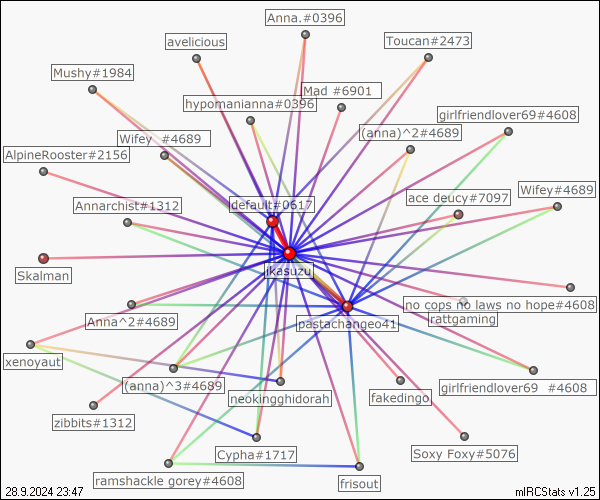 Anna.#0396
avelicious
Toucan#2473
Mushy#1984
Mad #6901
hypomanianna#0396
girlfriendlover69#4608
Wifey #4689
(anna)^2#4689
AlpineRooster#2156
Wifey#4689
ace deucy#7097
Annarchist#1312
default#0617
Skalman
ikasuzu
no cops no laws no hope#4608
rattgaming
Anna^2#4689
pastachangeo41
xenoyaut
(anna)^3#4689
girlfriendlover69 #4608
neokingghidorah
fakedingo
zibbits#1312
Cypha#1717
Soxy Foxy#5076
ramshackle gorey#4608
frisout
28.9.2024 23:47
mIRCStats v1.25